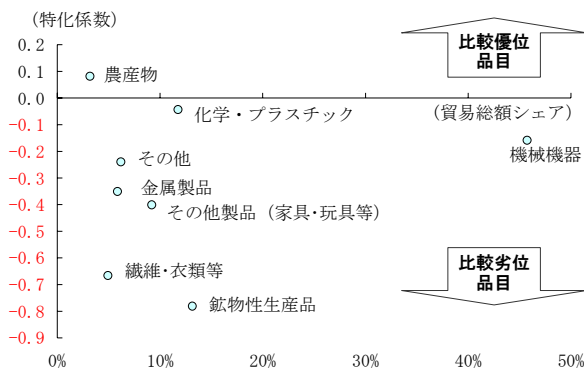 (特化係数)
比較優位
品目
0.2
0.1
農産物
0.0
化学・プラスチック
(貿易総額シェア)
-0.1
機械機器
-0.2
その他
-0.3
金属製品
-0.4
その他製品（家具・玩具等）
-0.5
比較劣位
品目
-0.6
繊維・衣類等
-0.7
鉱物性生産品
-0.8
-0.9
0%
10%
20%
30%
40%
50%